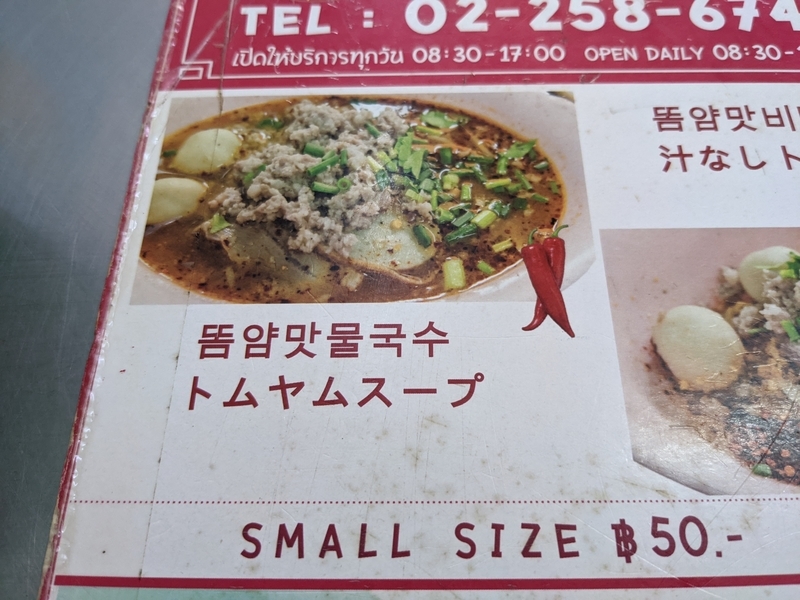 TEL : 02-258-674
เปิดให้บริการทุกวัน 08:30-17:00 OPEN DAILY 08:30-
똠얌맛비
汁なしト
똠얌맛물국수
トムヤムスープ
SMALL SIZE ฿50.-